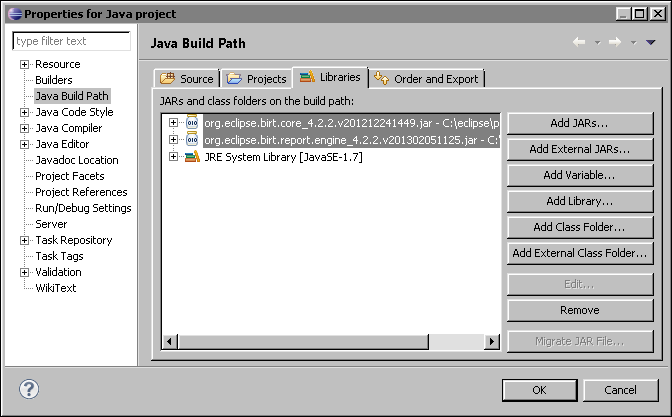 Properties for Java project
type filter text
Java Build Path
Resource
Builders
Java Build Path
Java Code Style
Java Compiler
Java Editor
Javadoc Location
Project Facets
Project References
Run/Debug Settings
Server
Task Repository
Task Tags
Validation
WikiText
Source
Projects
Libraries
Order and Export
JARs and class folders on the build path:
org.eclipse.birt.core_4.2.2.v201212241449.jar - C:\eclipse\p
org.eclipse.birt.report.engine_4.2.2.v201302051125.jar - C:\
JRE System Library [JavaSE-1.7]
Add JARs...
Add External JARs...
Add Variable...
Add Library...
Add Class Folder...
Add External Class Folder...
Edit...
Remove
Migrate JAR File...
OK
Cancel